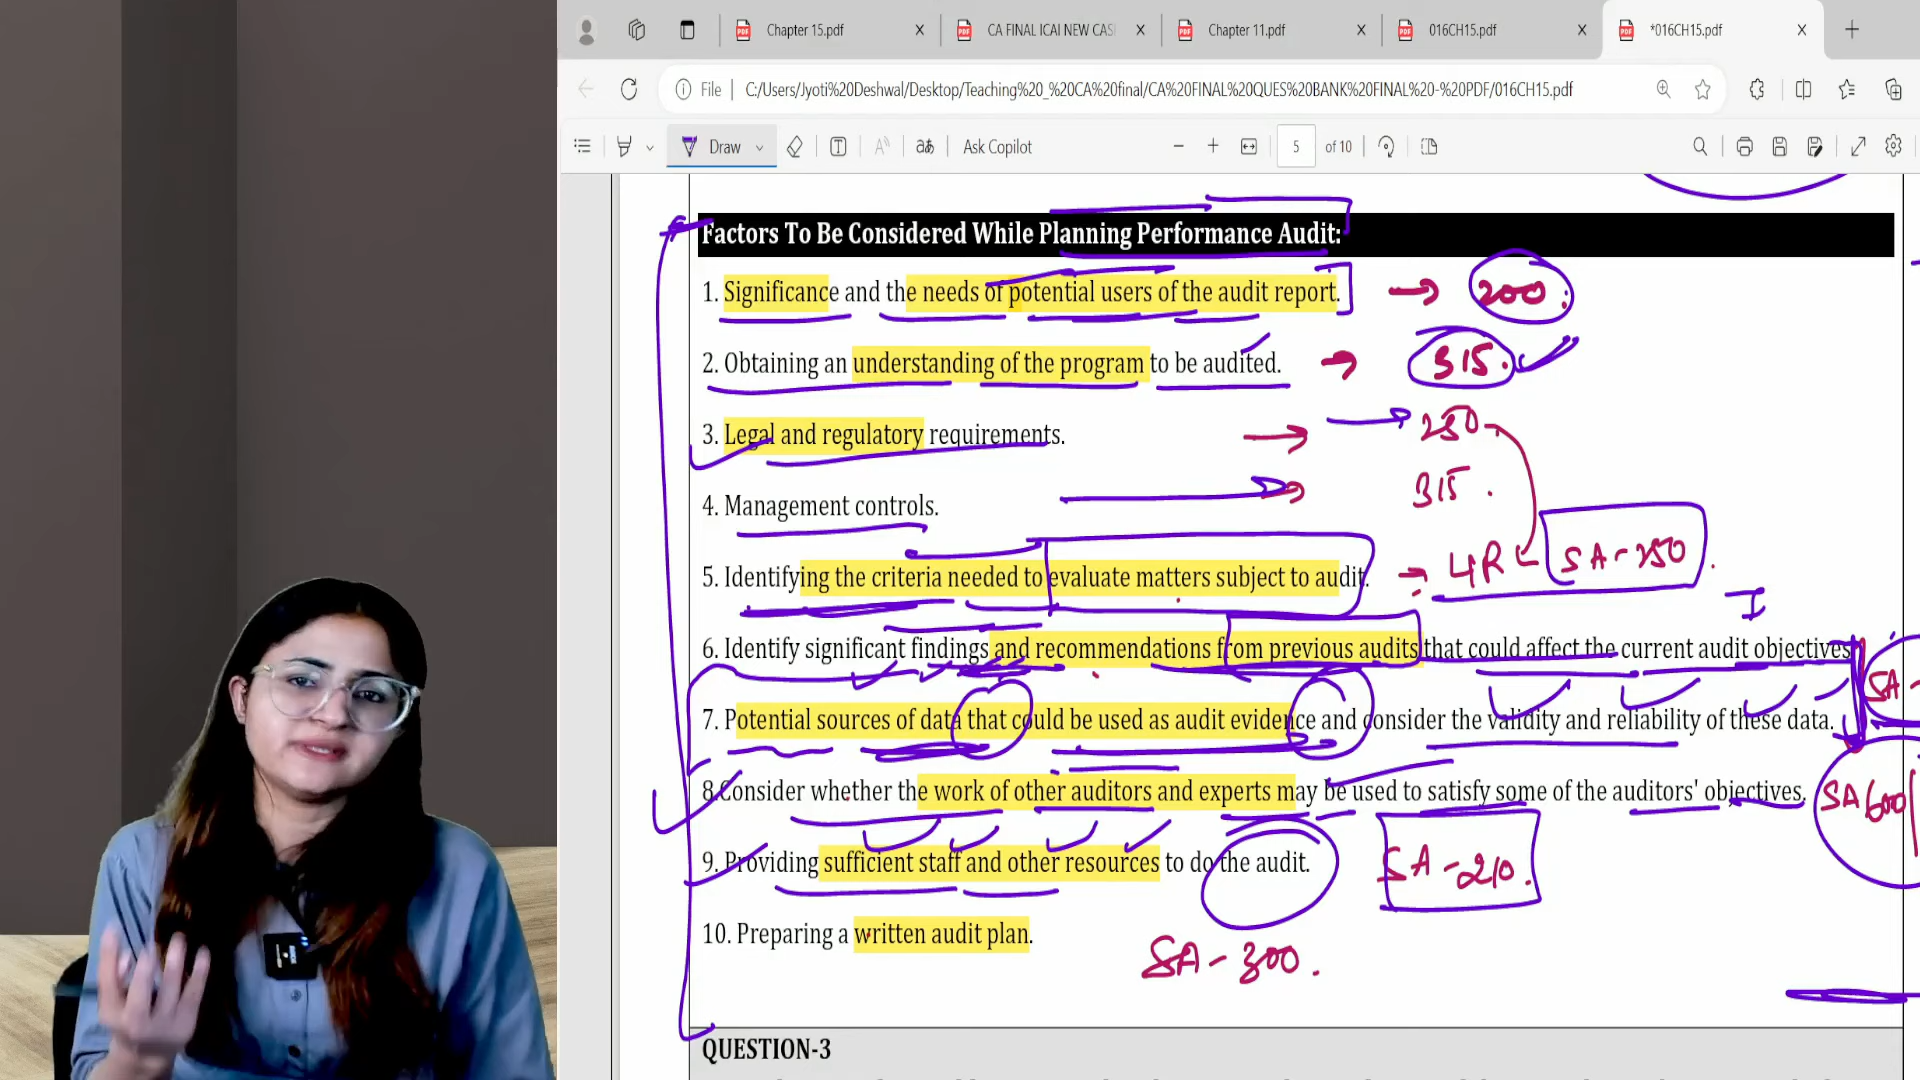 Chapter 15.pdf
CA FINAL ICAI NEW CAS
Chapter 11.pdf
016CH15.pdf
*016CH15.pdf
File
C:/Users/Jyoti%20Deshwal/Desktop/Teaching%20_%20CA%20final/CA%20FINAL%20QUES%20BANK%20FINAL%20-%20PDF/016CH15.pdf
Draw
Ask Copilot
5 of 10
Factors To Be Considered While Planning Performance Audit:
1. Significance and the needs of potential users of the audit report. 200
2. Obtaining an understanding of the program to be audited. 315.
3. Legal and regulatory requirements. 250
4. Management controls. 315.
5. Identifying the criteria needed to evaluate matters subject to audit. 4R SA-250.
I
6. Identify significant findings and recommendations from previous audits that could affect the current audit objectives
SA-
7. Potential sources of data that could be used as audit evidence and consider the validity and reliability of these data.
8.Consider whether the work of other auditors and experts may be used to satisfy some of the auditors' objectives. SA 600
9. Providing sufficient staff and other resources to do the audit. SA-210.
10. Preparing a written audit plan. SA-300.
QUESTION-3